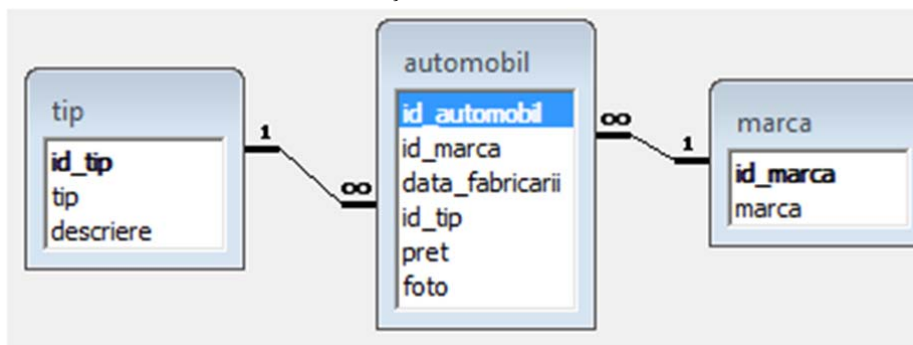 tip
id_tip
tip
descriere
1
∞
automobil
id_automobil
id_marca
data_fabricarii
id_tip
pret
foto
∞
1
marca
id_marca
marca